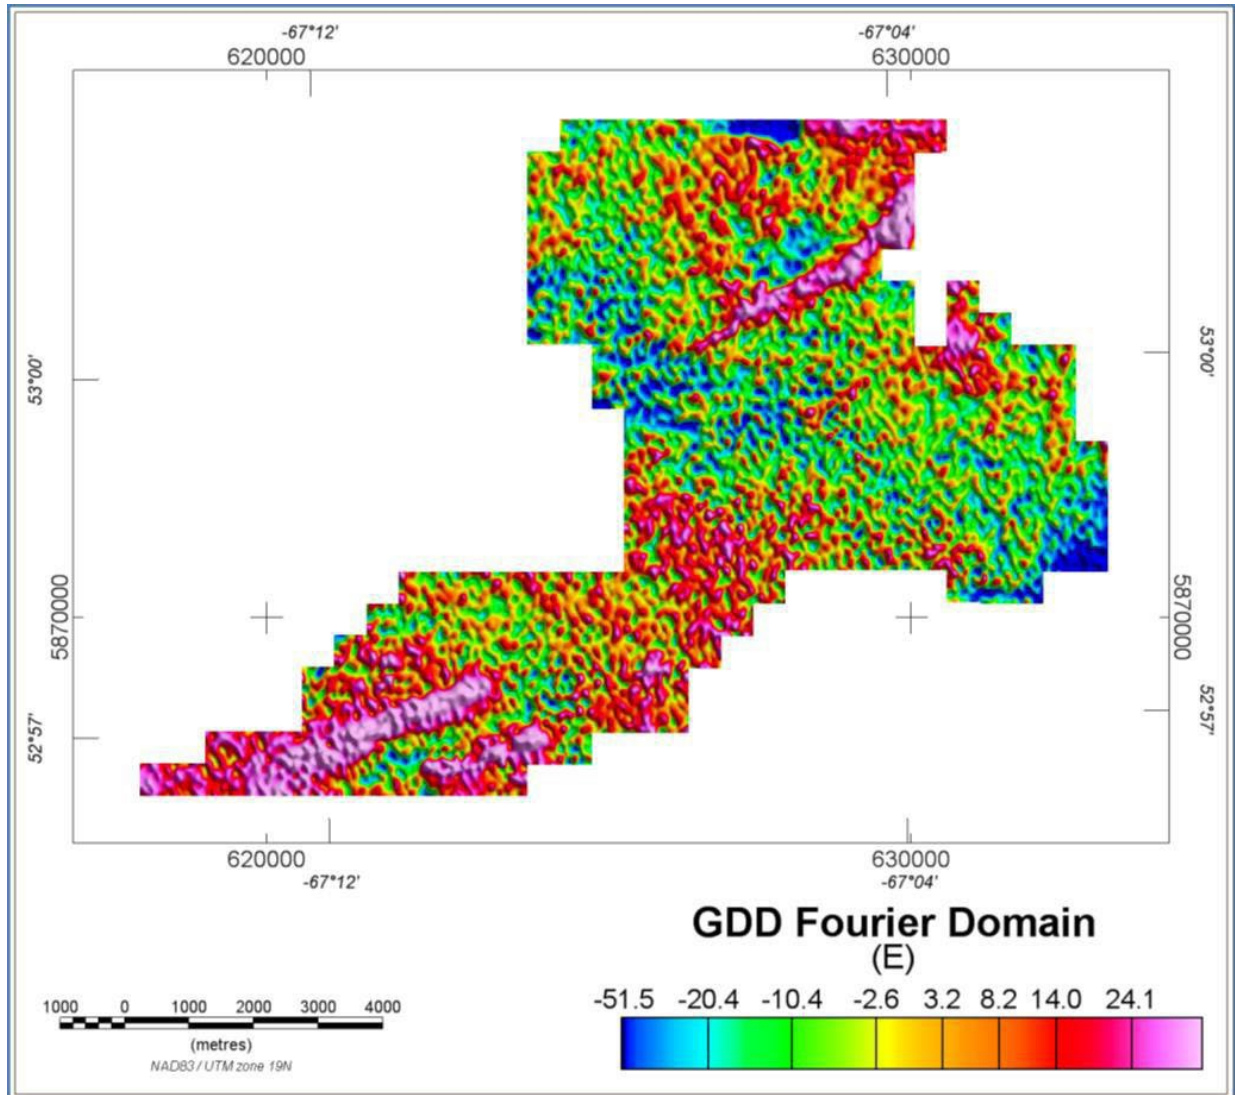 -67°12' -67°04'
620000 630000
53°00' 53°00'
5870000 5870000
52°57' 52°57'
620000 630000
-67°12' -67°04'
GDD Fourier Domain
(E)
-51.5 -20.4 -10.4 -2.6 3.2 8.2 14.0 24.1
1000 0 1000 2000 3000 4000
(metres)
NAD83 / UTM zone 19N